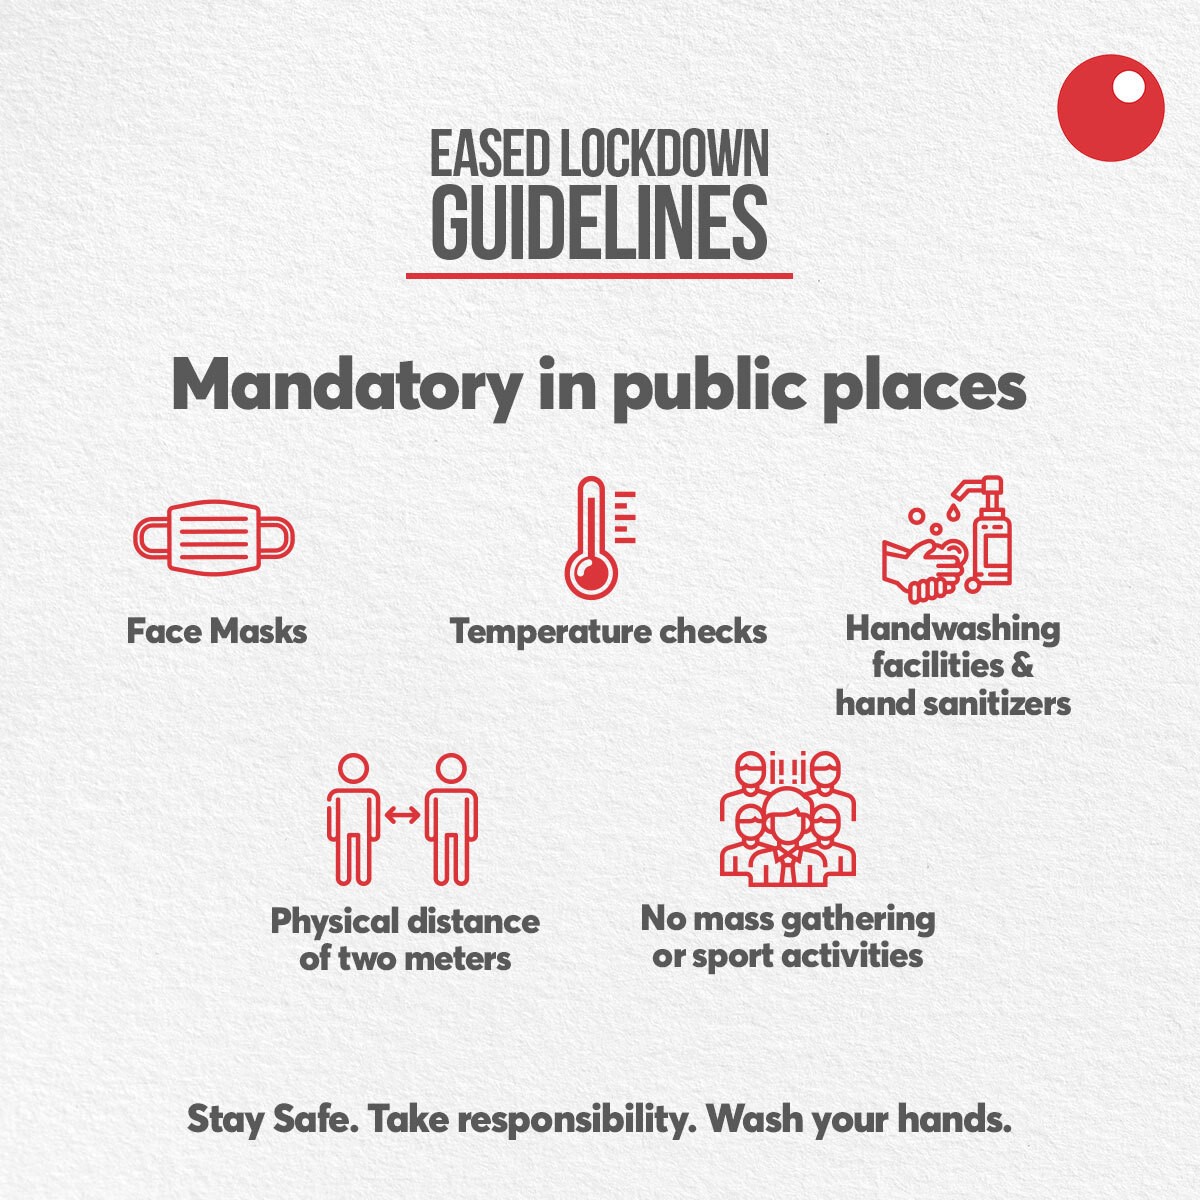 EASED LOCKDOWN
GUIDELINES
Mandatory in public places
Face Masks
Temperature checks
Handwashing
facilities &
hand sanitizers
Physical distance
of two meters
No mass gathering
or sport activities
Stay Safe. Take responsibility. Wash your hands.